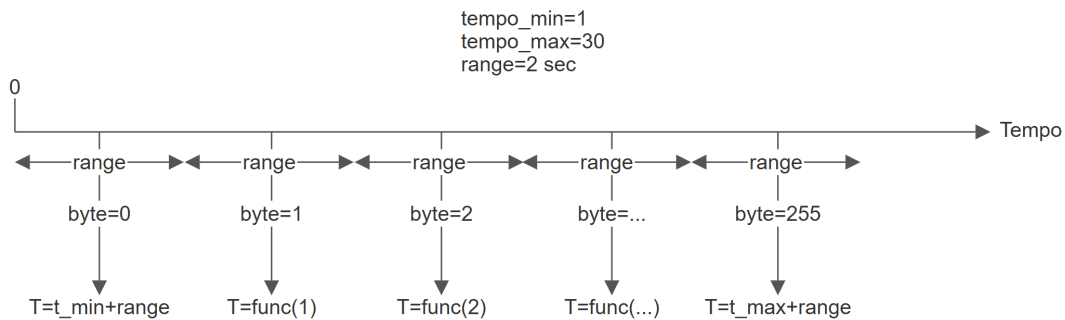 tempo_min=1
tempo_max=30
range=2 sec
0
Tempo
range range range range range
byte=0 byte=1 byte=2 byte=... byte=255
T=t_min+range T=func(1) T=func(2) T=func(...) T=t_max+range